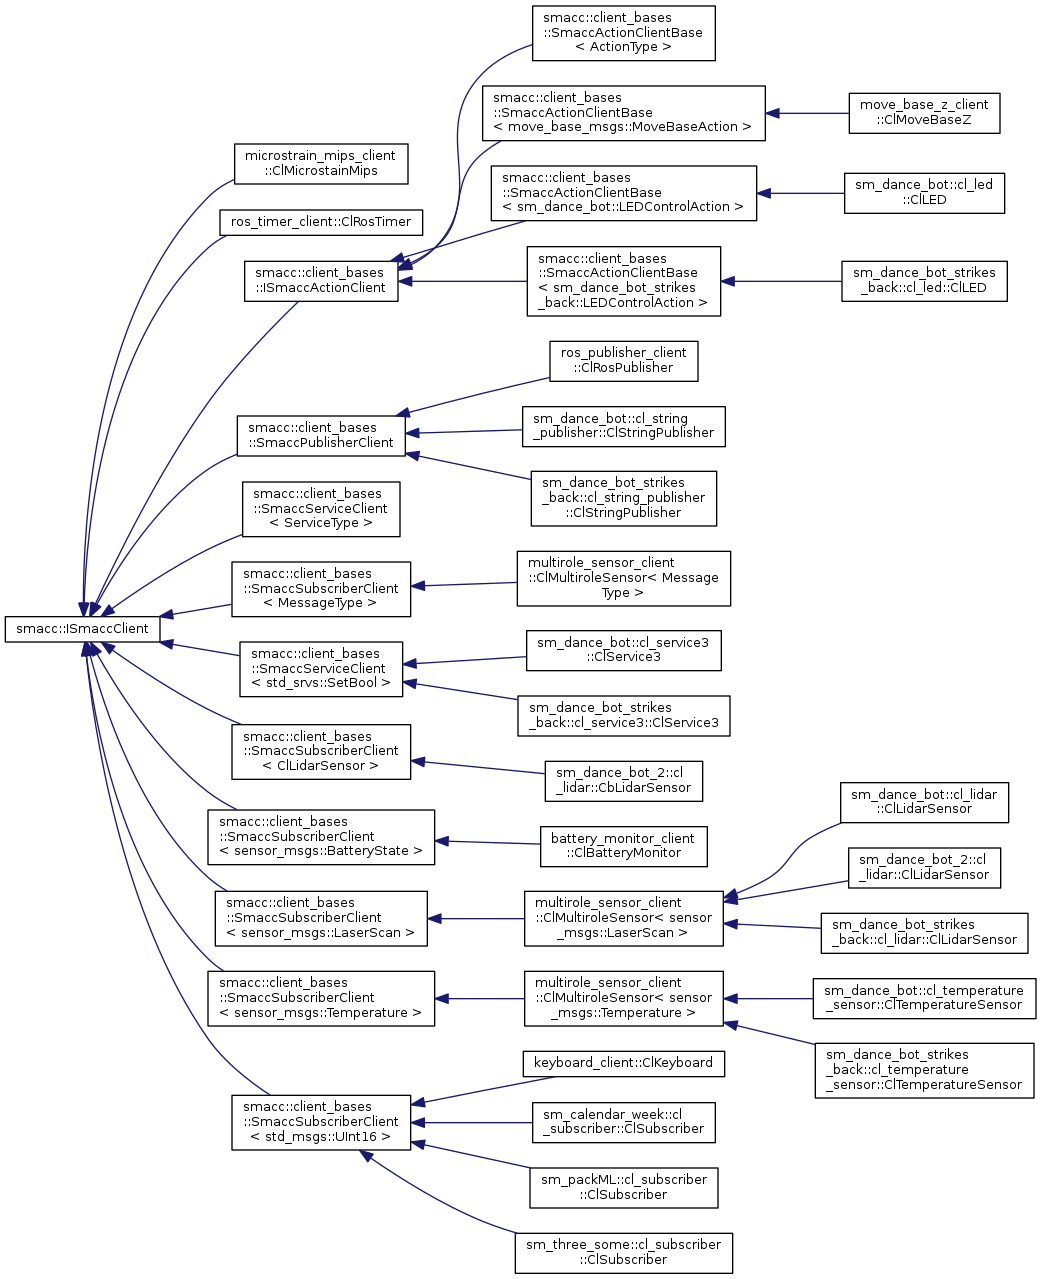 smacc::client_bases
::SmaccActionClientBase
< ActionType >
smacc::client_bases
::SmaccActionClientBase
< move_base_msgs::MoveBaseAction >
move_base_z_client
::ClMoveBaseZ
microstrain_mips_client
::ClMicrostainMips
smacc::client_bases
::SmaccActionClientBase
< sm_dance_bot::LEDControlAction >
sm_dance_bot::cl_led
::ClLED
ros_timer_client::ClRosTimer
smacc::client_bases
::ISmaccActionClient
smacc::client_bases
::SmaccActionClientBase
< sm_dance_bot_strikes
_back::LEDControlAction >
sm_dance_bot_strikes
_back::cl_led::ClLED
ros_publisher_client
::ClRosPublisher
smacc::client_bases
::SmaccPublisherClient
sm_dance_bot::cl_string
_publisher::ClStringPublisher
sm_dance_bot_strikes
_back::cl_string_publisher
::ClStringPublisher
smacc::client_bases
::SmaccServiceClient
< ServiceType >
smacc::client_bases
::SmaccSubscriberClient
< MessageType >
multirole_sensor_client
::ClMultiroleSensor< Message
Type >
smacc::ISmaccClient
smacc::client_bases
::SmaccServiceClient
< std_srvs::SetBool >
sm_dance_bot::cl_service3
::ClService3
sm_dance_bot_strikes
_back::cl_service3::ClService3
smacc::client_bases
::SmaccSubscriberClient
< ClLidarSensor >
sm_dance_bot_2::cl
_lidar::CbLidarSensor
smacc::client_bases
::SmaccSubscriberClient
< sensor_msgs::BatteryState >
battery_monitor_client
::ClBatteryMonitor
sm_dance_bot::cl_lidar
::ClLidarSensor
sm_dance_bot_2::cl
_lidar::ClLidarSensor
smacc::client_bases
::SmaccSubscriberClient
< sensor_msgs::LaserScan >
multirole_sensor_client
::ClMultiroleSensor< sensor
_msgs::LaserScan >
sm_dance_bot_strikes
_back::cl_lidar::ClLidarSensor
smacc::client_bases
::SmaccSubscriberClient
< sensor_msgs::Temperature >
multirole_sensor_client
::ClMultiroleSensor< sensor
_msgs::Temperature >
sm_dance_bot::cl_temperature
_sensor::ClTemperatureSensor
sm_dance_bot_strikes
_back::cl_temperature
_sensor::ClTemperatureSensor
keyboard_client::ClKeyboard
smacc::client_bases
::SmaccSubscriberClient
< std_msgs::UInt16 >
sm_calendar_week::cl
_subscriber::ClSubscriber
sm_packML::cl_subscriber
::ClSubscriber
sm_three_some::cl_subscriber
::ClSubscriber